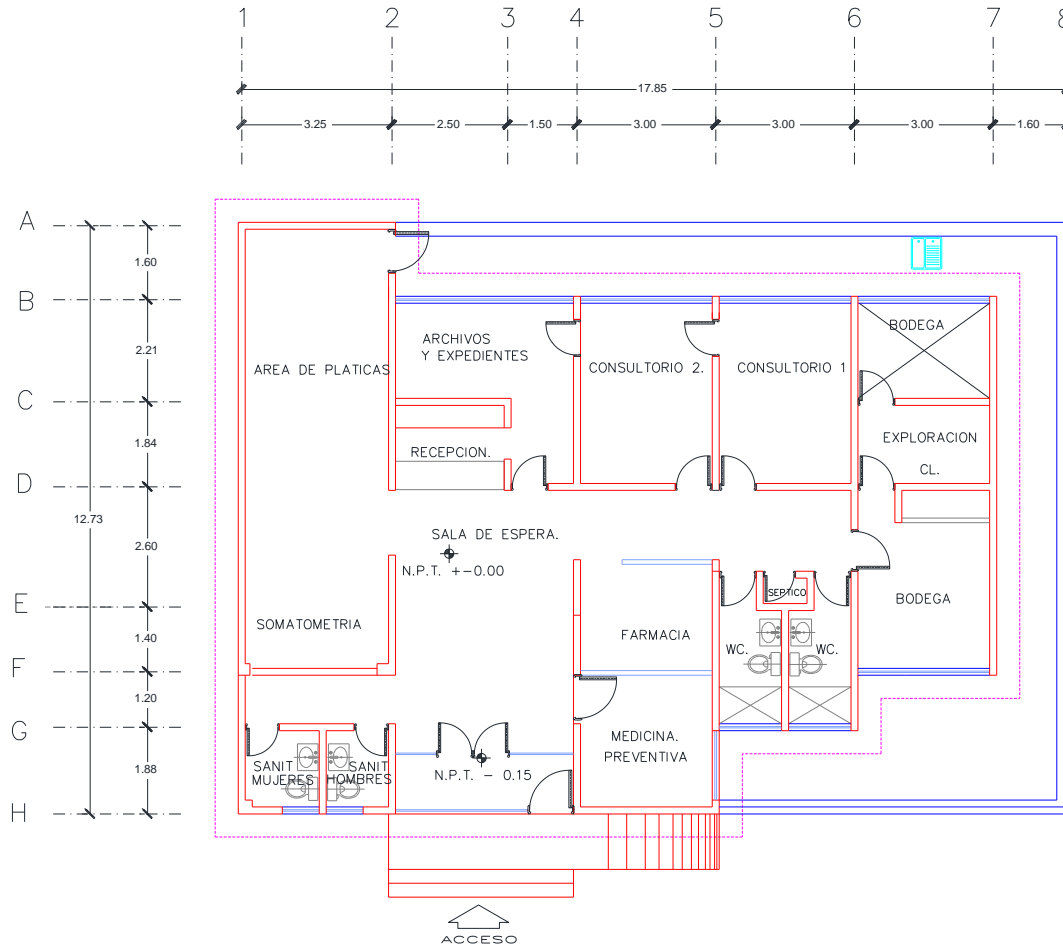 1 2 3 4 5 6 7 8
17.85
3.25 2.50 1.50 3.00 3.00 3.00 1.60
A
1.60
B
2.21
C
1.84
D
12.73
2.60
E
1.40
F
1.20
G
1.88
H
AREA DE PLATICAS
ARCHIVOS
Y EXPEDIENTES
CONSULTORIO 2.
CONSULTORIO 1
BODEGA
RECEPCION.
EXPLORACION
CL.
SALA DE ESPERA.
N.P.T. +-0.00
SOMATOMETRIA
FARMACIA
SEPTICO
WC.
WC.
BODEGA
MEDICINA.
PREVENTIVA
SANIT
MUJERES
SANIT
HOMBRES
N.P.T. - 0.15
ACCESO